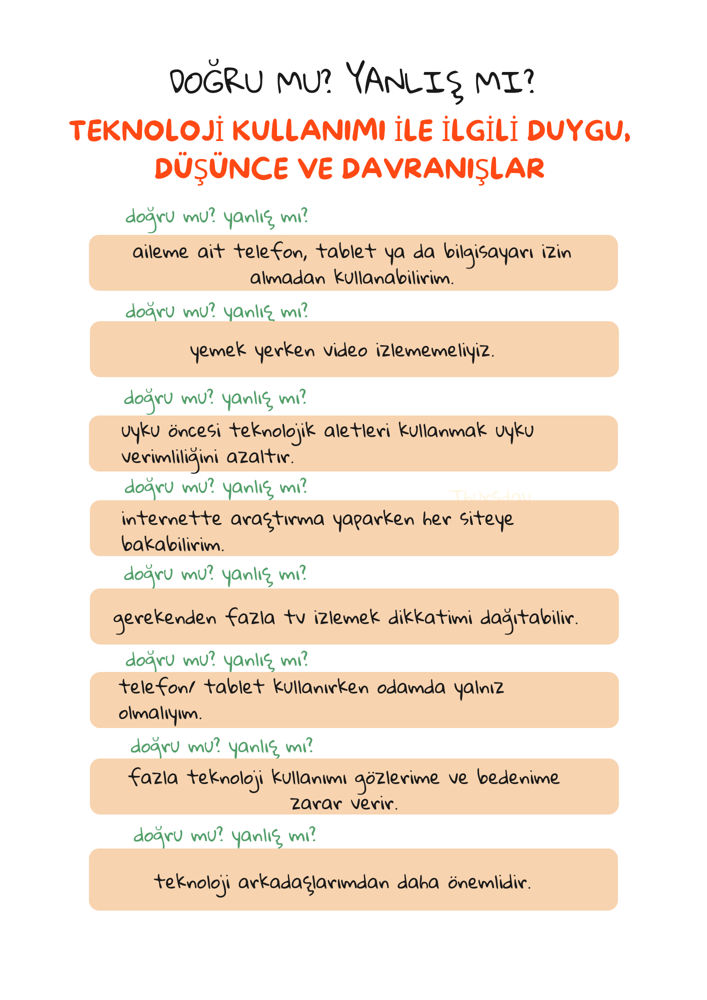 DOĞRU MU? YANLIŞ MI?
TEKNOLOJİ KULLANIMI İLE İLGİLİ DUYGU,
DÜŞÜNCE VE DAVRANIŞLAR
doğru mu? yanlış mı?
aileme ait telefon, tablet ya da bilgisayarı izin
almadan kullanabilirim.
doğru mu? yanlış mı?
yemek yerken video izlememeliyiz.
doğru mu? yanlış mı?
uyku öncesi teknolojik aletleri kullanmak uyku
verimliliğini azaltır.
doğru mu? yanlış mı?
Thursday
internette araştırma yaparken her siteye
bakabilirim.
doğru mu? yanlış mı?
gerekenden fazla tv izlemek dikkatimi dağıtabilir.
doğru mu? yanlış mı?
telefon/ tablet kullanırken odamda yalnız
olmalıyım.
doğru mu? yanlış mı?
fazla teknoloji kullanımı gözlerime ve bedenime
zarar verir.
doğru mu? yanlış mı?
teknoloji arkadaşlarımdan daha önemlidir.